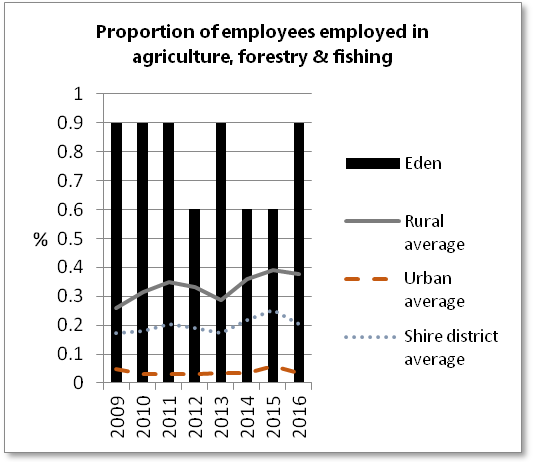 Proportion of employees employed in
agriculture, forestry & fishing
1
0.9
0.8
0.7
0.6
0.5
0.4
0.3
0.2
0.1
0
%
2009
2010
2011
2012
2013
2014
2015
2016
Eden
Rural
average
Urban
average
Shire district
average